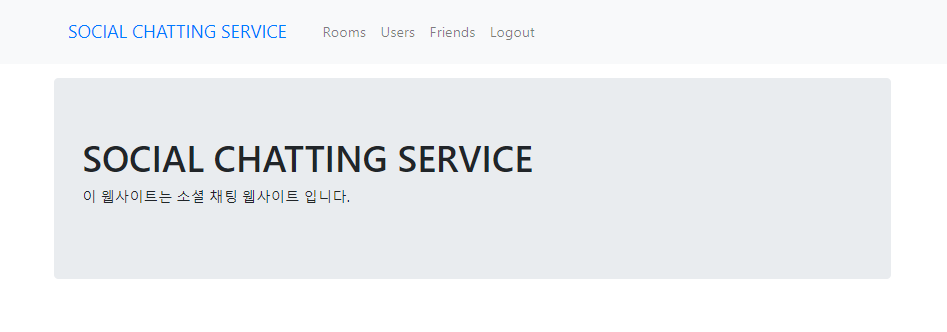 SOCIAL CHATTING SERVICE Rooms Users Friends Logout
SOCIAL CHATTING SERVICE
이 웹사이트는 소셜 채팅 웹사이트 입니다.